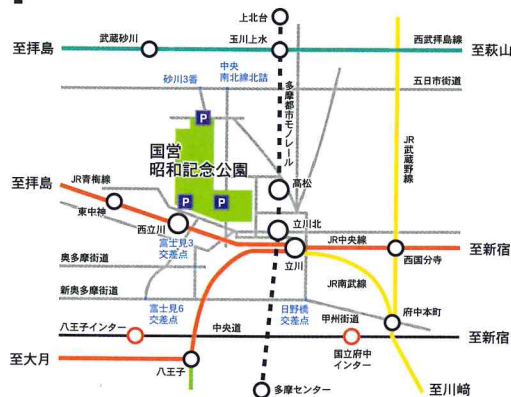 上北台
武蔵砂川
玉川上水
西武拝島線
至拝島
至萩山
砂川3番
中央
南北線北詰
五日市街道
多摩都市モノレール
P
国営
昭和記念公園
JR武蔵野線
至拝島
JR青梅線
高松
東中神
P
P
西立川
立川北
富士見3
交差点
立川
JR中央線
至新宿
西国分寺
奥多摩街道
JR南武線
新奥多摩街道
富士見6
交差点
日野橋
交差点
甲州街道
府中本町
八王子インター
中央道
至新宿
国立府中
インター
至大月
八王子
多摩センター
至川﨑